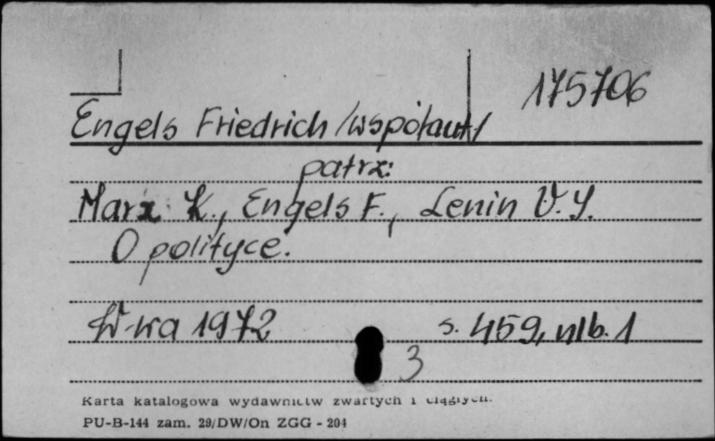 175706
Engels Friedrich /współaut/
patrz:
Marx K., Engels F., Lenin V.I.
O polityce.
W-wa 1972 s. 459, nlb. 1
3
Karta katalogowa wydawnictw zwartych i ciągłych.
PU-B-144 zam. 29/DW/On ZGG - 204